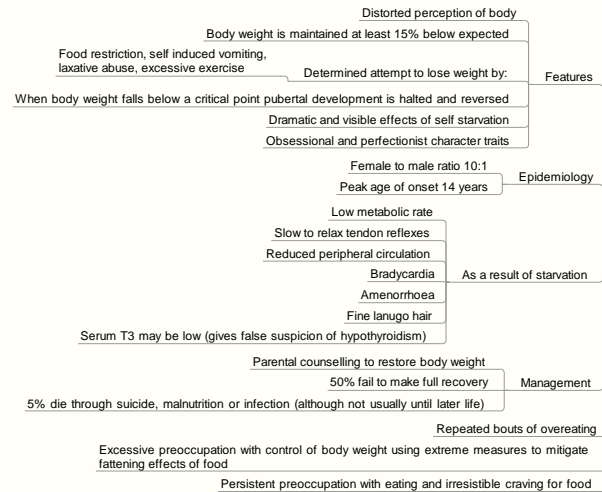 Distorted perception of body
Body weight is maintained at least 15% below expected
Food restriction, self induced vomiting,
laxative abuse, excessive exercise
Determined attempt to lose weight by:
Features
When body weight falls below a critical point pubertal development is halted and reversed
Dramatic and visible effects of self starvation
Obsessional and perfectionist character traits
Female to male ratio 10:1
Epidemiology
Peak age of onset 14 years
Low metabolic rate
Slow to relax tendon reflexes
Reduced peripheral circulation
Bradycardia
As a result of starvation
Amenorrhoea
Fine lanugo hair
Serum T3 may be low (gives false suspicion of hypothyroidism)
Parental counselling to restore body weight
50% fail to make full recovery
Management
5% die through suicide, malnutrition or infection (although not usually until later life)
Repeated bouts of overeating
Excessive preoccupation with control of body weight using extreme measures to mitigate
fattening effects of food
Persistent preoccupation with eating and irresistible craving for food